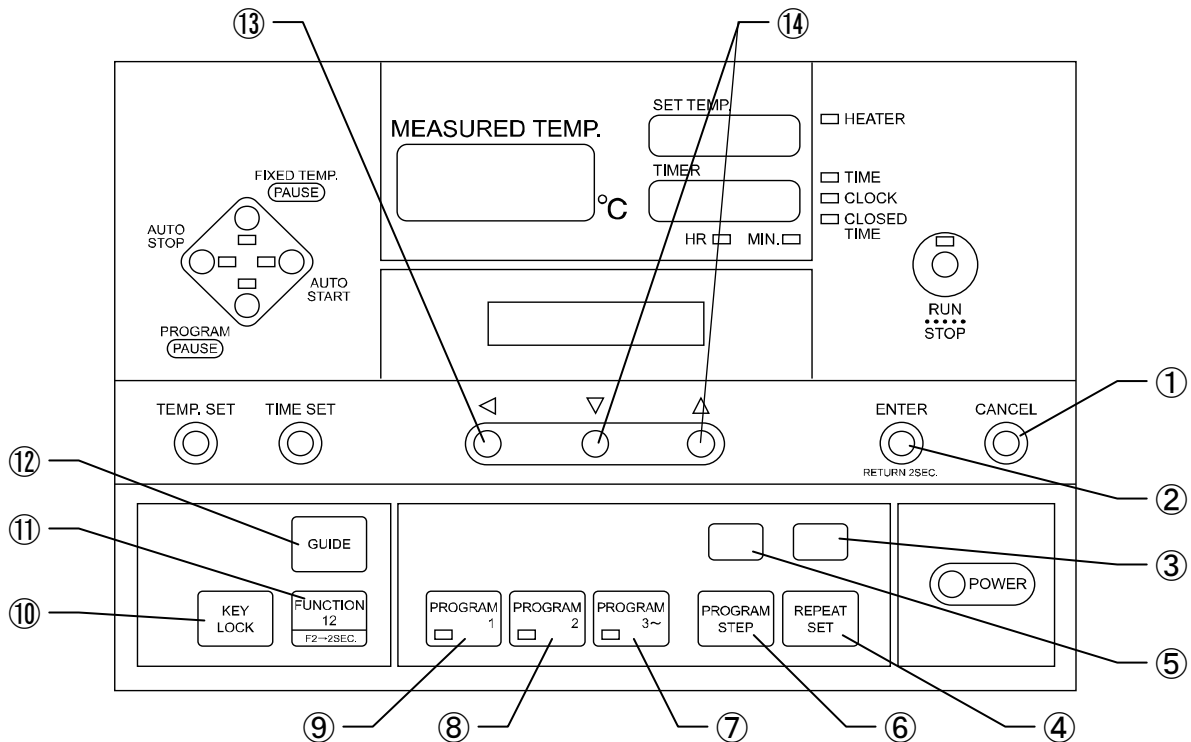 ⑬
⑭
MEASURED TEMP.
°C
SET TEMP.
TIMER
HR
MIN.
HEATER
TIME
CLOCK
CLOSED
TIME
FIXED TEMP.
PAUSE
AUTO
STOP
AUTO
START
PROGRAM
PAUSE
RUN
STOP
TEMP. SET
TIME SET
◁
▽
△
ENTER
RETURN 2SEC.
CANCEL
①
②
⑫
⑪
⑩
GUIDE
KEY
LOCK
FUNCTION
12
F2→2SEC.
PROGRAM
1
PROGRAM
2
PROGRAM
3~
PROGRAM
STEP
REPEAT
SET
POWER
③
⑤
⑨
⑧
⑦
⑥
④